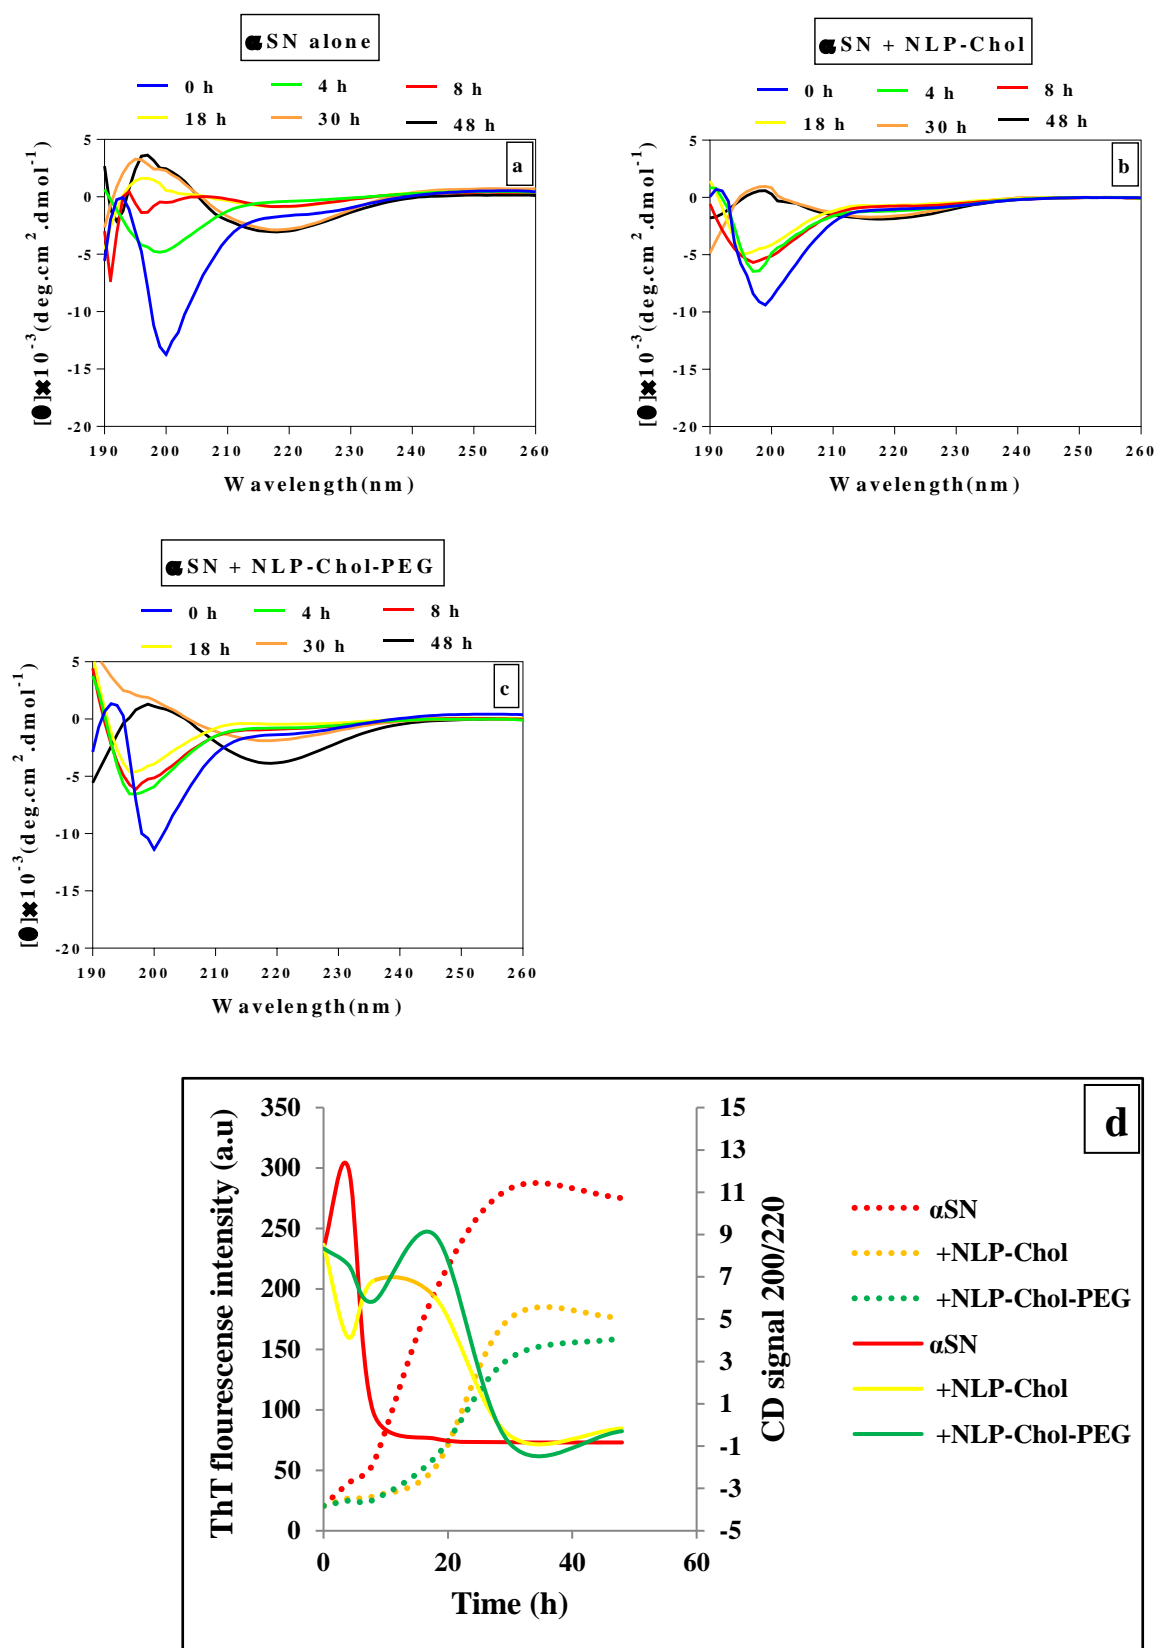 αSN alone
0 h 4 h 8 h
18 h 30 h 48 h
a
5
0
-5
-10
-15
-20
190 200 210 220 230 240 250 260
[θ]×10-3(deg.cm2.dmol-1)
Wavelength(nm)
αSN + NLP-Chol
0 h 4 h 8 h
18 h 30 h 48 h
b
5
0
-5
-10
-15
-20
190 200 210 220 230 240 250 260
[θ]×10-3(deg.cm2.dmol-1)
Wavelength(nm)
αSN + NLP-Chol-PEG
0 h 4 h 8 h
18 h 30 h 48 h
c
5
0
-5
-10
-15
-20
190 200 210 220 230 240 250 260
[θ]×10-3(deg.cm2.dmol-1)
Wavelength(nm)
d
ThT flourescense intensity (a.u)
350
300
250
200
150
100
50
0
0 20 40 60
Time (h)
15
13
11
9
7
5
3
1
-1
-3
-5
CD signal 200/220
αSN
+NLP-Chol
+NLP-Chol-PEG
αSN
+NLP-Chol
+NLP-Chol-PEG